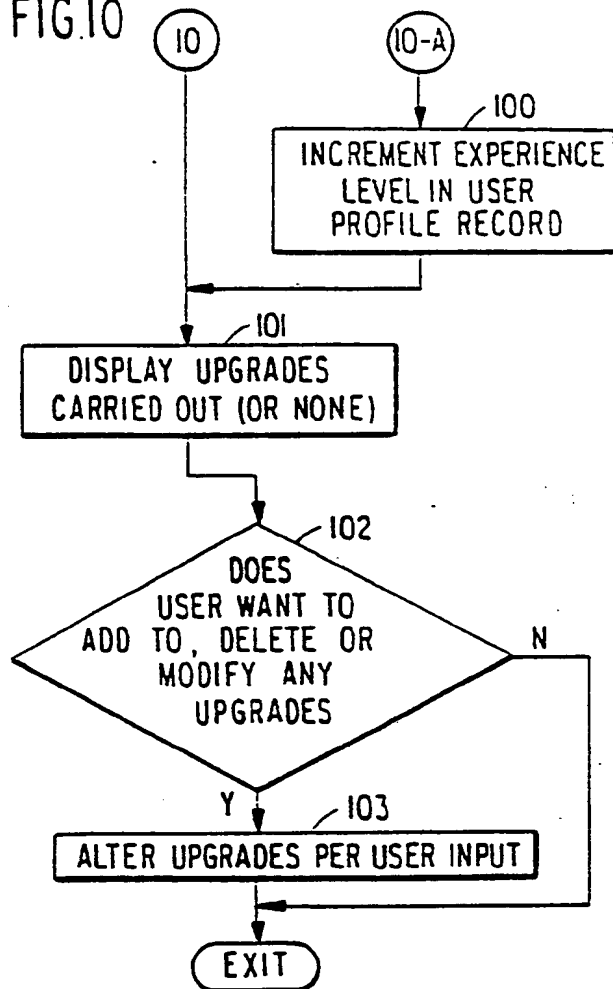 FIG.10
10
10-A
100
INCREMENT EXPERIENCE
LEVEL IN USER
PROFILE RECORD
101
DISPLAY UPGRADES
CARRIED OUT (OR NONE)
102
DOES
USER WANT TO
ADD TO, DELETE OR
MODIFY ANY
UPGRADES
N
Y
103
ALTER UPGRADES PER USER INPUT
EXIT